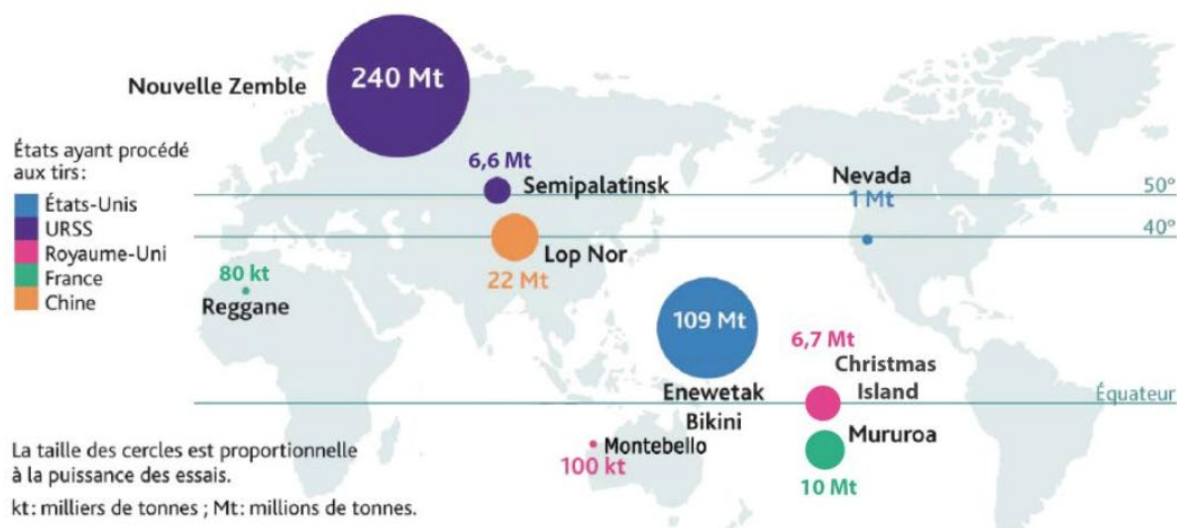 240 Mt
Nouvelle Zemble
États ayant procédé
aux tirs:
États-Unis
URSS
Royaume-Uni
France
Chine
6,6 Mt
Semipalatinsk
Nevada
1 Mt
50°
40°
Lop Nor
22 Mt
80 kt
Reggane
109 Mt
Enewetak
Bikini
6,7 Mt
Christmas
Island
Équateur
Montebello
100 kt
Mururoa
10 Mt
La taille des cercles est proportionnelle
à la puissance des essais.
kt: milliers de tonnes ; Mt: millions de tonnes.